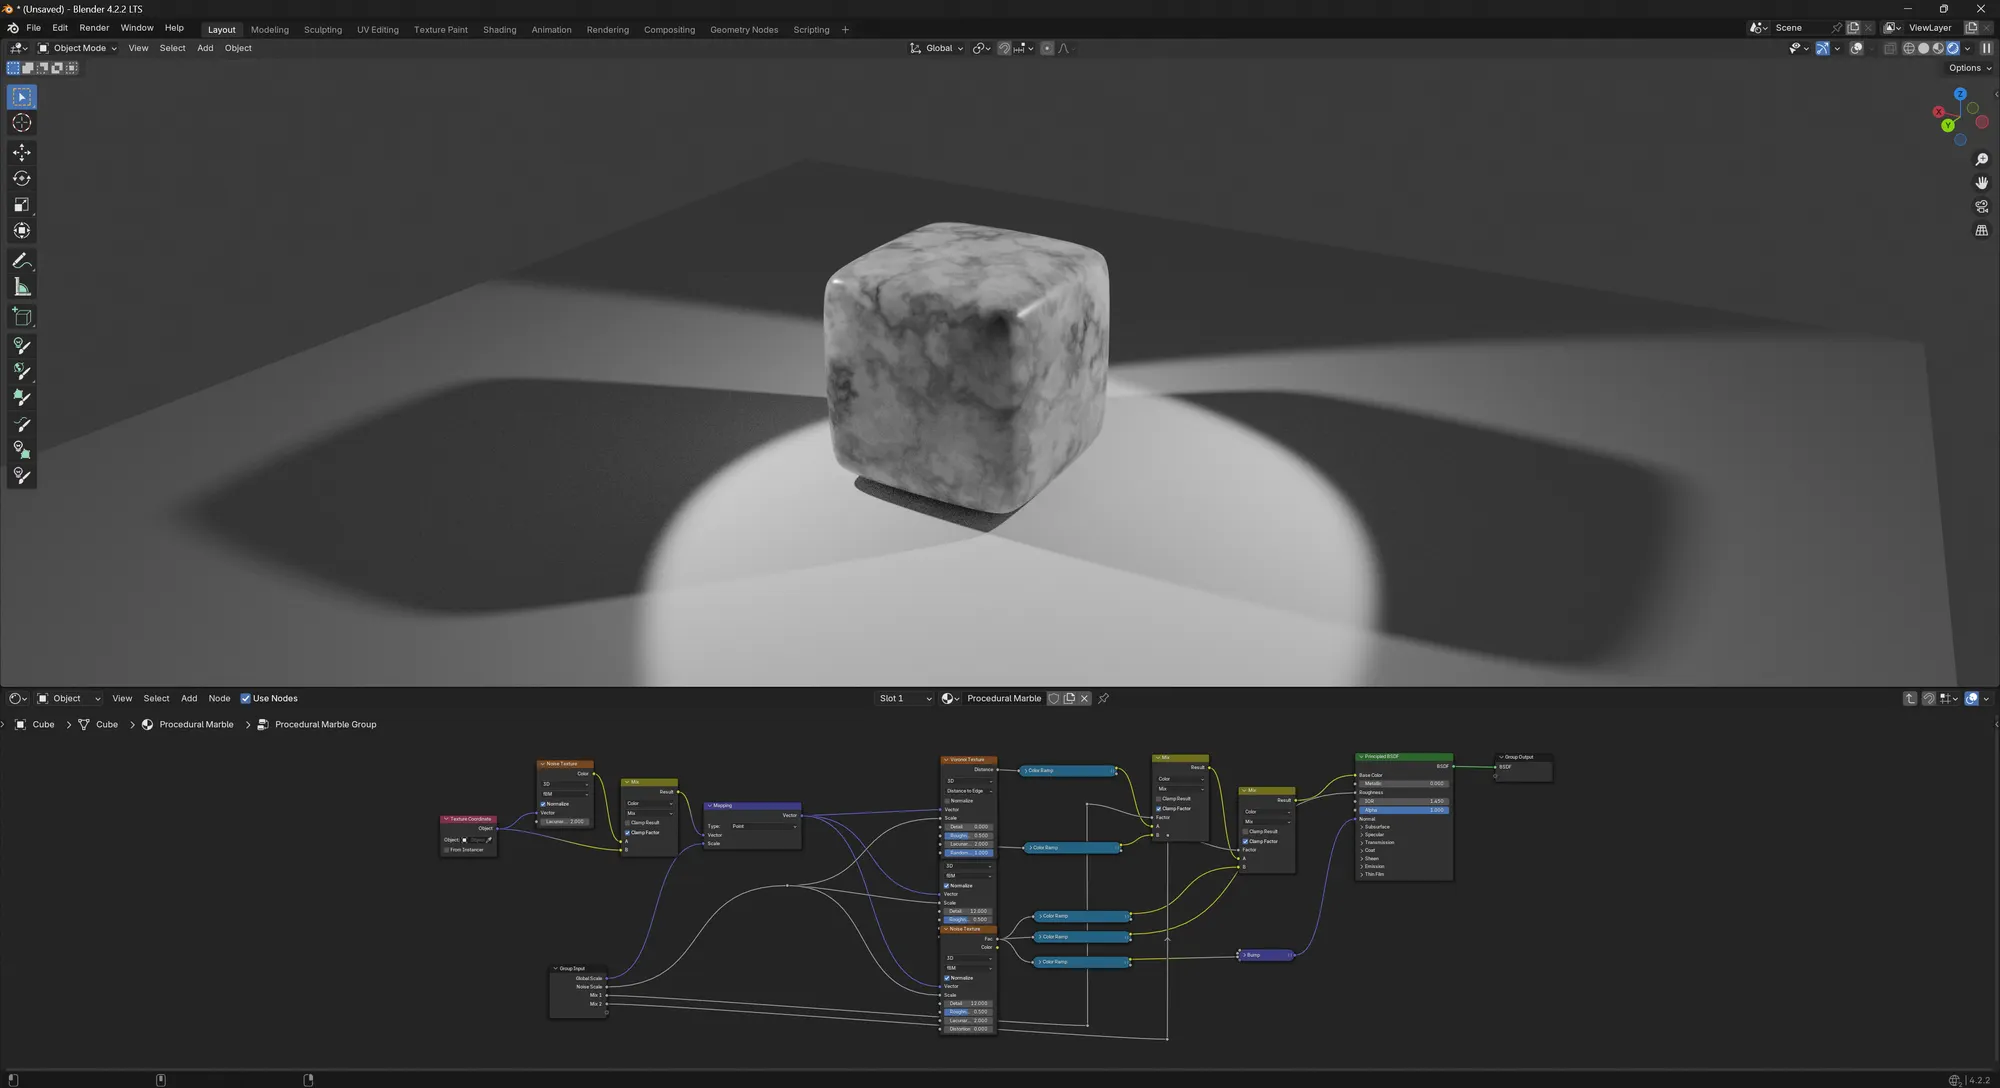 * (Unsaved) - Blender 4.2.2 LTS
File Edit Render Window Help Layout Modeling Sculpting UV Editing Texture Paint Shading Animation Rendering Compositing Geometry Nodes Scripting + Scene ViewLayer
Object Mode View Select Add Object Global
Options
Z
X
Y
Object View Select Add Node Use Nodes Slot 1 Procedural Marble
Cube > Cube > Procedural Marble > Procedural Marble Group
Texture Coordinate
Object
Object:
From Instancer
Noise Texture
Color
3D
fBM
Normalize
Vector
Lacunar... 2.000
Mix
Result
Color
Mix
Clamp Result
Clamp Factor
A
B
Mapping
Vector
Type: Point
Vector
Scale
Group Input
Global Scale
Noise Scale
Mix 1
Mix 2
Voronoi Texture
Distance
3D
Distance to Edge
Normalize
Vector
Scale
Detail 0.000
Roughn... 0.500
Lacunar... 2.000
Random... 1.000
3D
fBM
Normalize
Vector
Scale
Detail 12.000
Roughn... 0.500
Noise Texture
Fac
Color
3D
fBM
Normalize
Vector
Scale
Detail 12.000
Roughn... 0.500
Lacunar... 2.000
Distortion 0.000
Color Ramp
Color Ramp
Color Ramp
Color Ramp
Color Ramp
Mix
Result
Color
Mix
Clamp Result
Clamp Factor
Factor
A
B
Mix
Result
Color
Mix
Clamp Result
Clamp Factor
Factor
A
B
Bump
Principled BSDF
BSDF
Base Color
Metallic 0.000
Roughness
IOR 1.450
Alpha 1.000
Normal
Subsurface
Specular
Transmission
Coat
Sheen
Emission
Thin Film
Group Output
BSDF
4.2.2